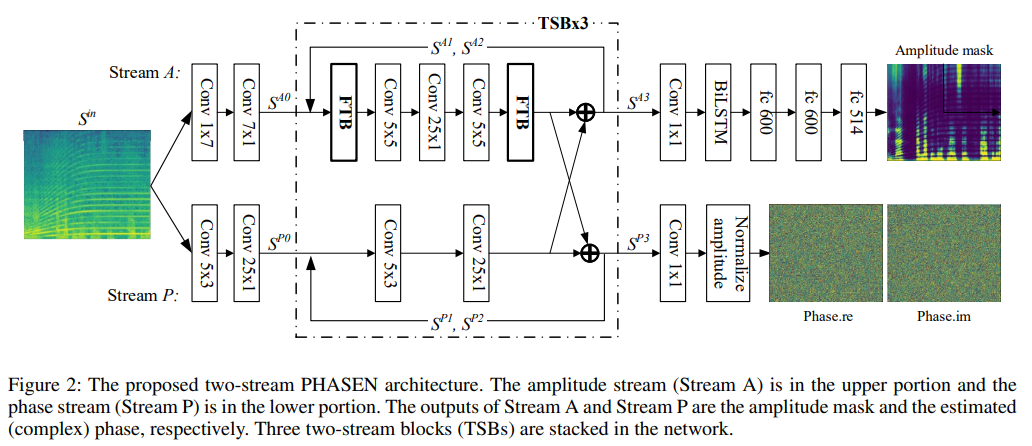 TSBx3
S^A1, S^A2
Stream A:
Conv 1x7
Conv 7x1
S^A0
FTB
Conv 5x5
Conv 25x1
Conv 5x5
FTB
S^A3
Conv 1x1
BiLSTM
fc 600
fc 600
fc 514
Amplitude mask
S^in
Conv 5x3
Conv 25x1
S^P0
Conv 5x3
Conv 25x1
S^P3
Conv 1x1
Normalize
amplitude
Stream P:
S^P1, S^P2
Phase.re
Phase.im
Figure 2: The proposed two-stream PHASEN architecture. The amplitude stream (Stream A) is in the upper portion and the
phase stream (Stream P) is in the lower portion. The outputs of Stream A and Stream P are the amplitude mask and the estimated
(complex) phase, respectively. Three two-stream blocks (TSBs) are stacked in the network.